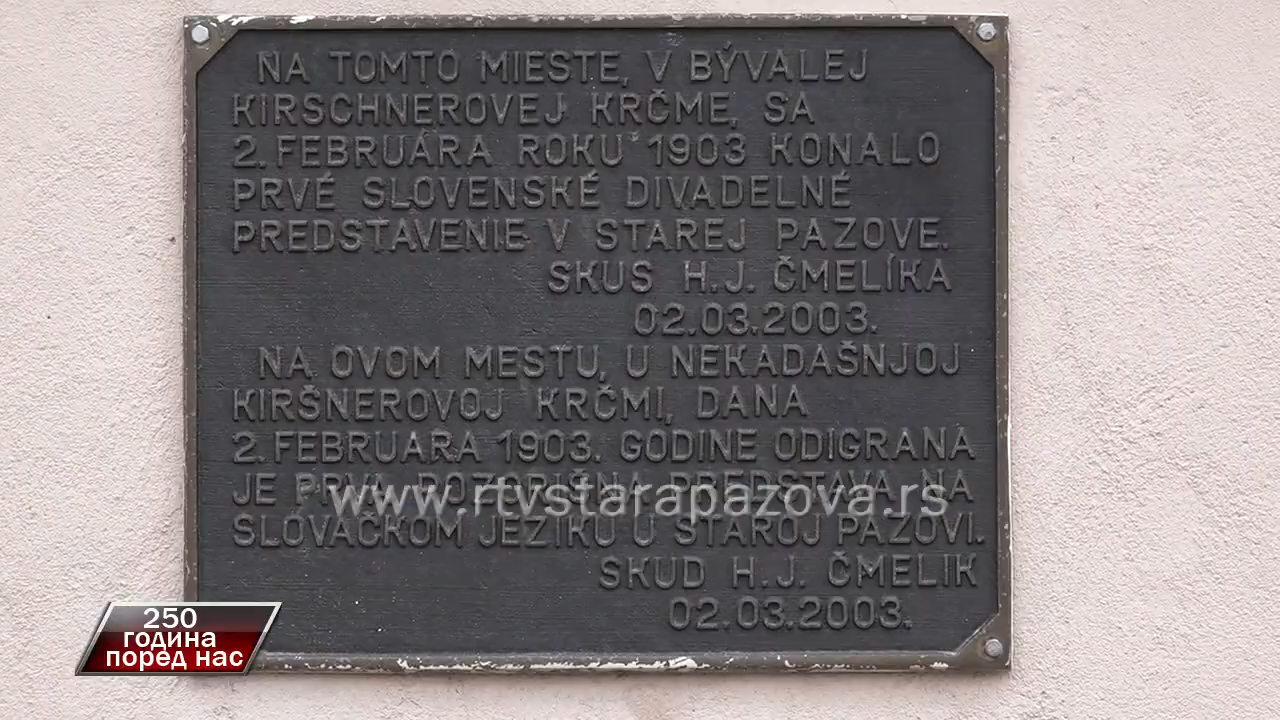 NA TOMTO MIESTE, V BÝVALEJ
KIRSCHNEROVEJ KRČME, SA
2. FEBRUÁRA ROKU 1903 KONALO
PRVÉ SLOVENSKÉ DIVADELNÉ
PREDSTAVENIE V STAREJ PAZOVE.
SKUS H.J. ČMELÍKA
02.03.2003.
NA OVOM MESTU, U NEKADAŠNJOJ
KIRŠNEROVOJ KRČMI, DANA
2. FEBRUARA 1903. GODINE ODIGRANA
JE PRVA POZORIŠNA PREDSTAVA NA
www.rtvstarapazova.rs
SLOVAČKOM JEZIKU U STAROJ PAZOVI.
SKUD H.J. ČMELIK
02.03.2003.
250
година
поред нас